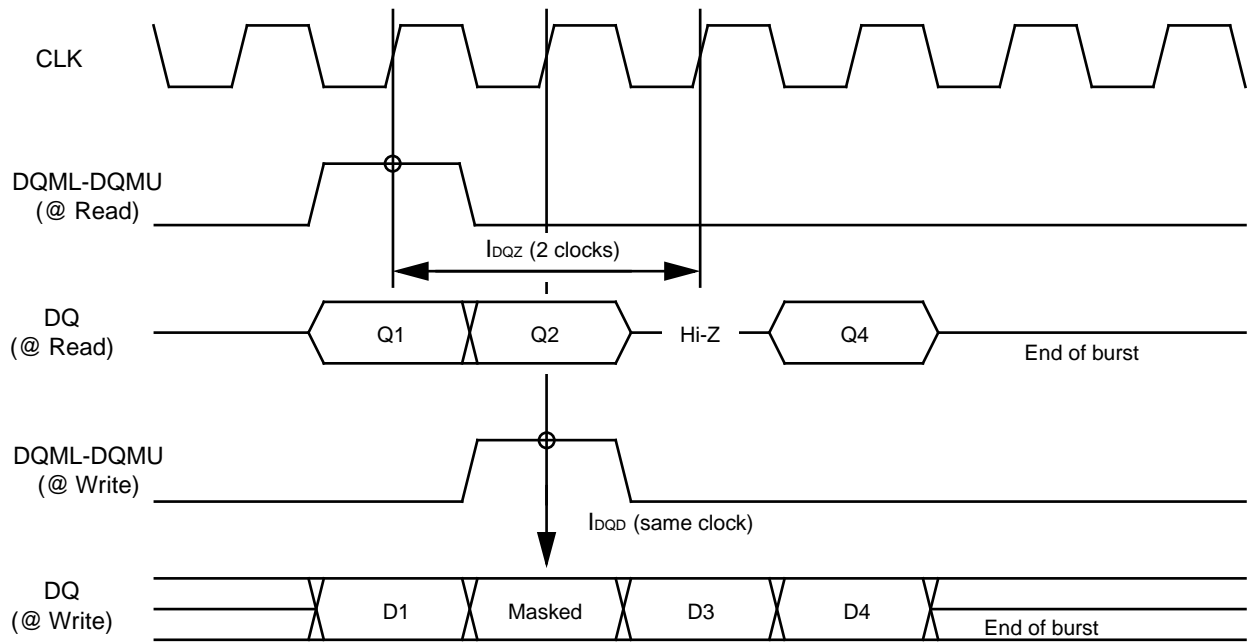 CLK
DQML-DQMU
(@ Read)
IDQZ (2 clocks)
DQ
(@ Read)
Q1
Q2
Hi-Z
Q4
End of burst
DQML-DQMU
(@ Write)
IDQD (same clock)
DQ
(@ Write)
D1
Masked
D3
D4
End of burst